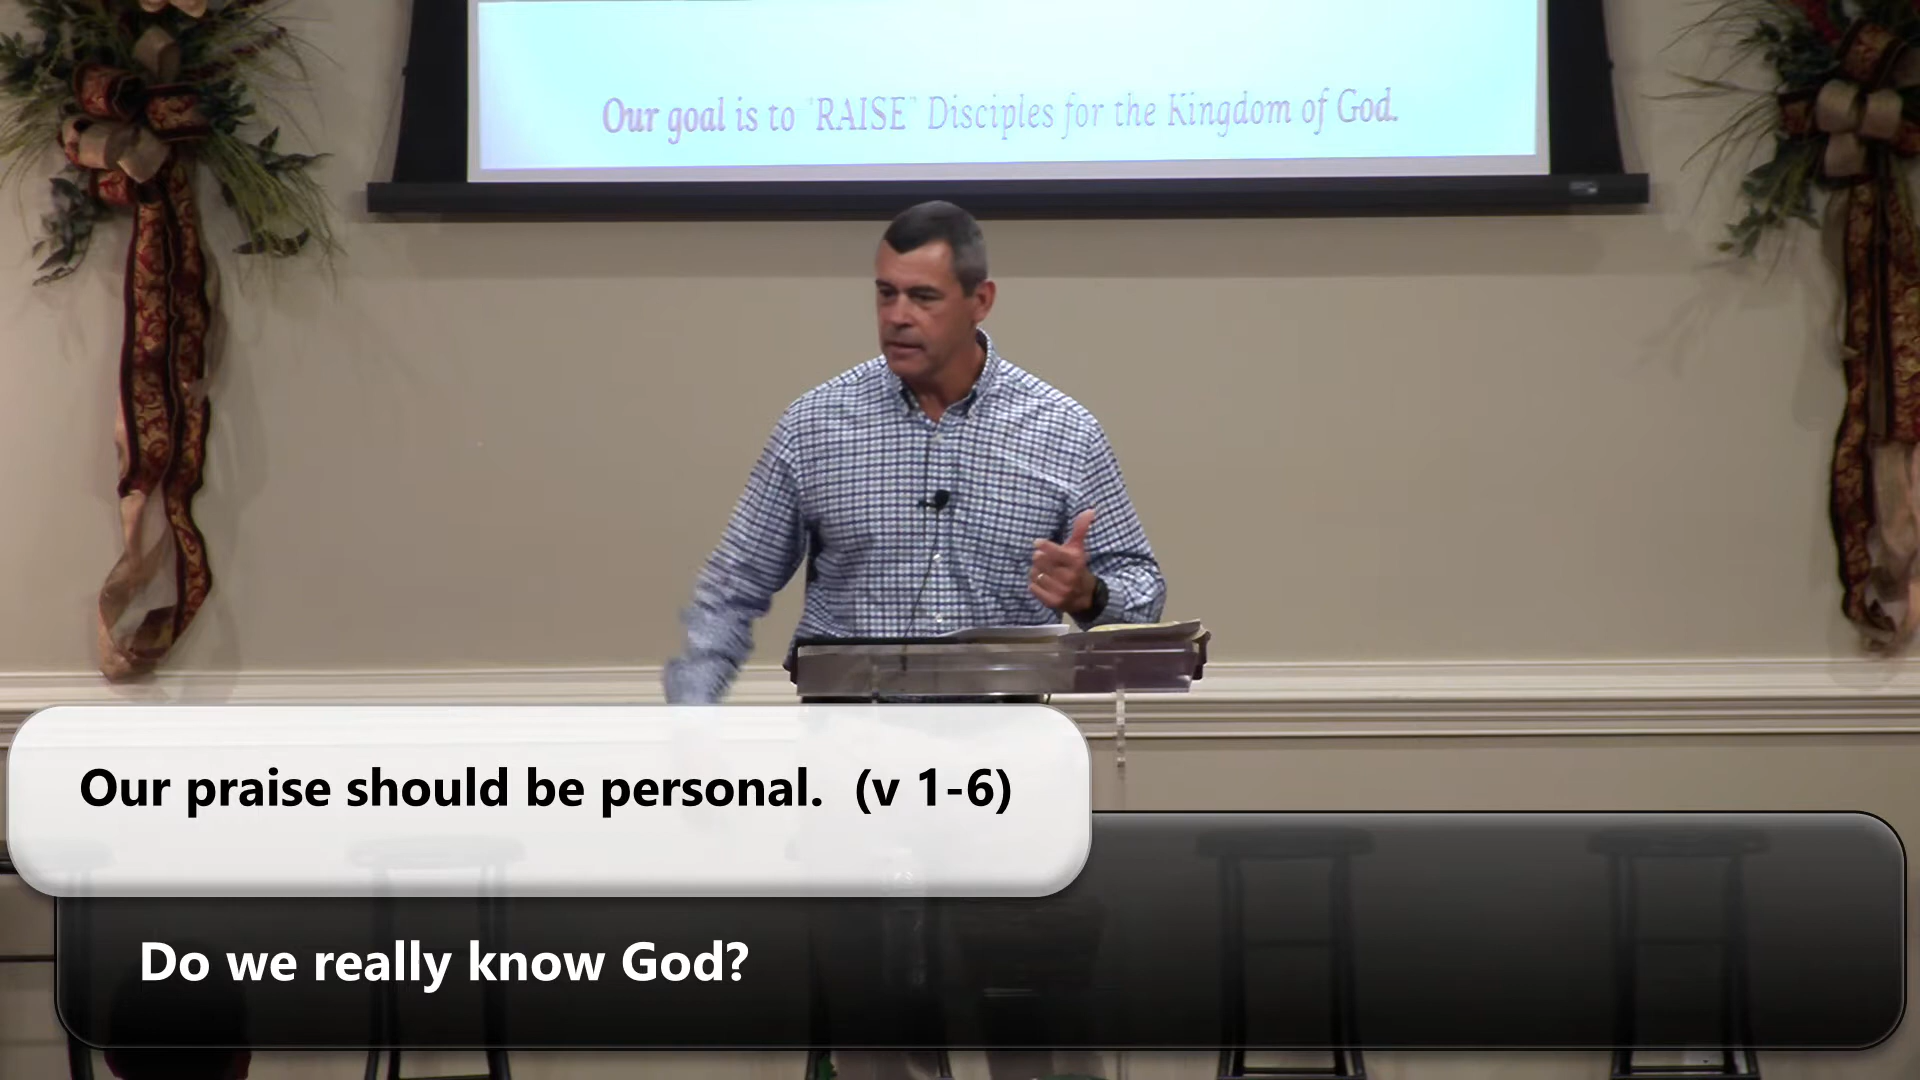 Our goal is to "RAISE" Disciples for the Kingdom of God.
Our praise should be personal.  (v 1-6)
Do we really know God?